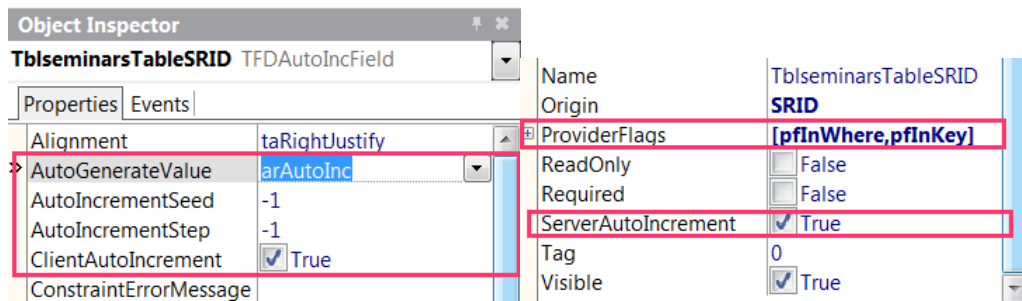 Object Inspector
TblseminarsTableSRID TFDAutoIncField
Properties Events
Alignment taRightJustify
AutoGenerateValue arAutoInc
AutoIncrementSeed -1
AutoIncrementStep -1
ClientAutoIncrement True
ConstraintErrorMessage
Name TblseminarsTableSRID
Origin SRID
ProviderFlags [pfInWhere,pfInKey]
ReadOnly False
Required False
ServerAutoIncrement True
Tag 0
Visible True